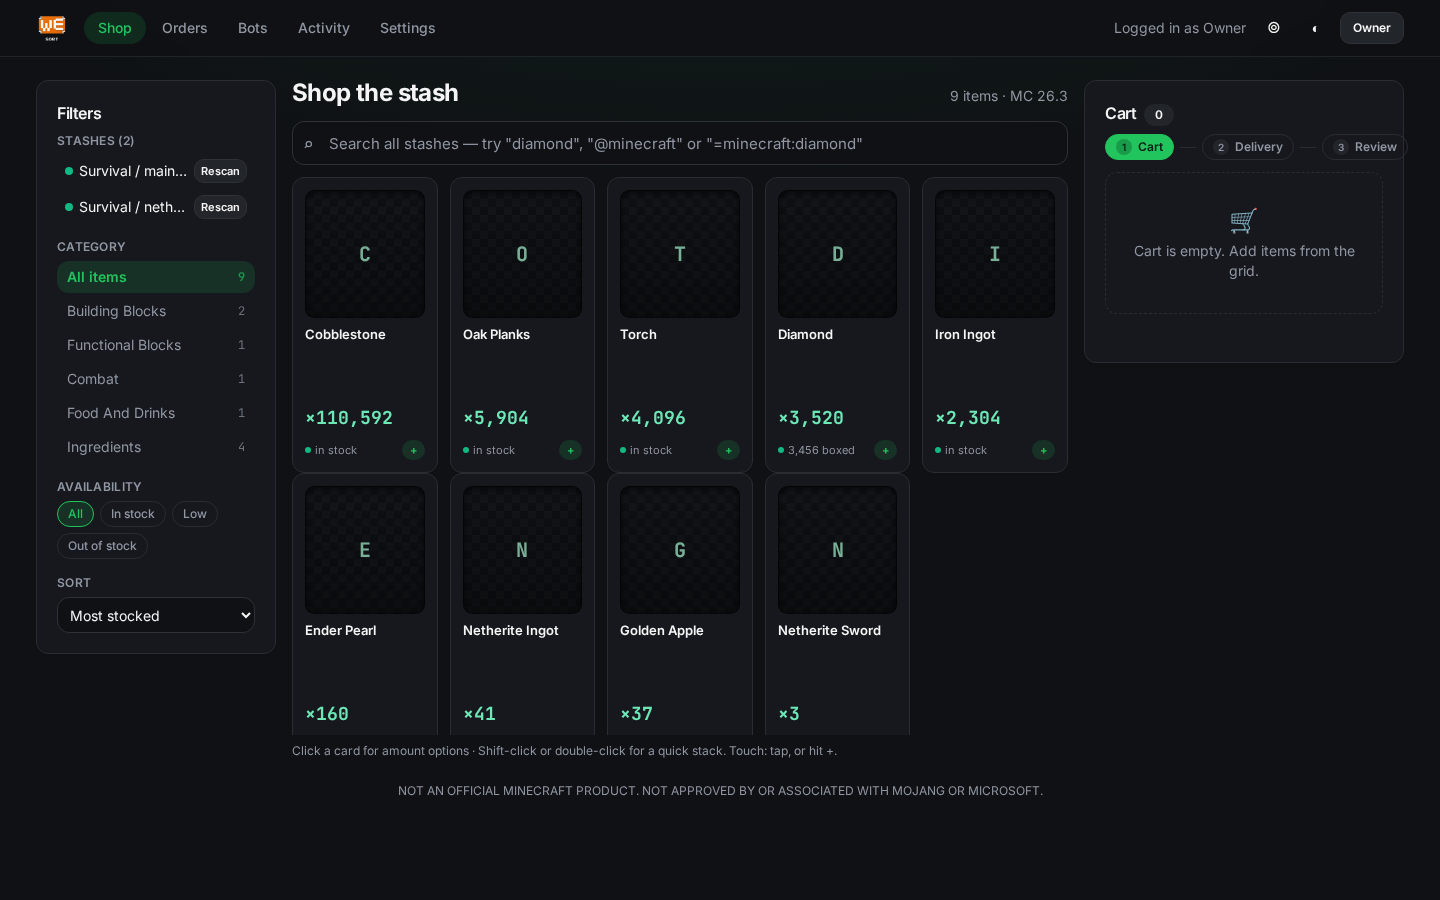 WE
SORT
Shop
Orders
Bots
Activity
Settings
Logged in as Owner
Owner
Filters
STASHES (2)
Survival / main...
Rescan
Survival / neth...
Rescan
CATEGORY
All items 9
Building Blocks 2
Functional Blocks 1
Combat 1
Food And Drinks 1
Ingredients 4
AVAILABILITY
All
In stock
Low
Out of stock
SORT
Most stocked
Shop the stash
9 items · MC 26.3
Search all stashes — try "diamond", "@minecraft" or "=minecraft:diamond"
C
Cobblestone
×110,592
in stock
+
O
Oak Planks
×5,904
in stock
+
T
Torch
×4,096
in stock
+
D
Diamond
×3,520
3,456 boxed
+
I
Iron Ingot
×2,304
in stock
+
E
Ender Pearl
×160
N
Netherite Ingot
×41
G
Golden Apple
×37
N
Netherite Sword
×3
Click a card for amount options · Shift-click or double-click for a quick stack. Touch: tap, or hit +.
Cart 0
1 Cart
2 Delivery
3 Review
Cart is empty. Add items from the
grid.
NOT AN OFFICIAL MINECRAFT PRODUCT. NOT APPROVED BY OR ASSOCIATED WITH MOJANG OR MICROSOFT.